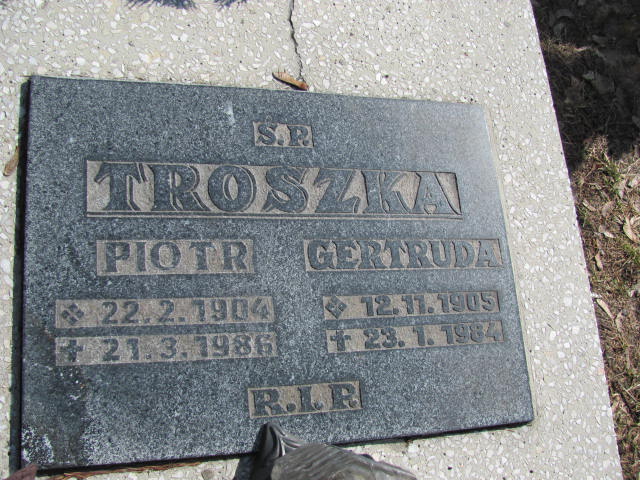 Ś.P.
TROSZKA
PIOTR GERTRUDA
22.2.1904 12.11.1905
21.3.1986 23.1.1984
R.I.P.